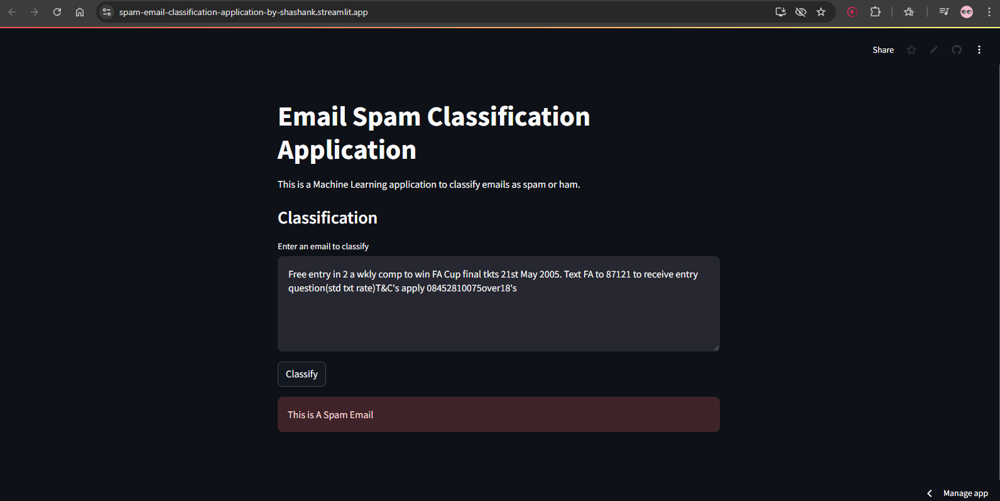 spam-email-classification-application-by-shashank.streamlit.app
Share
Email Spam Classification
Application
This is a Machine Learning application to classify emails as spam or ham.
Classification
Enter an email to classify
Free entry in 2 a wkly comp to win FA Cup final tkts 21st May 2005. Text FA to 87121 to receive entry
question(std txt rate)T&C's apply 08452810075over18's
Classify
This is A Spam Email
Manage app